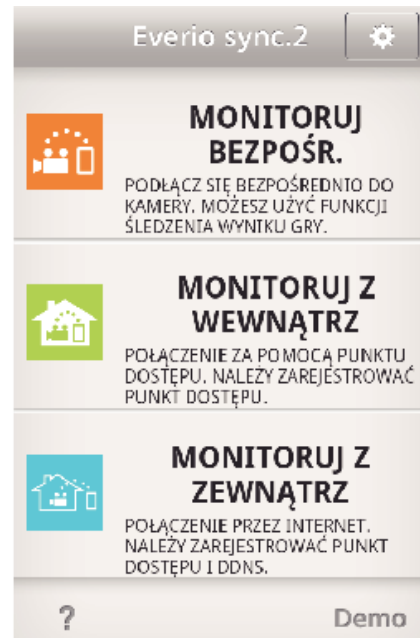 Everio sync.2
MONITORUJ
BEZPOŚR.
PODŁĄCZ SIĘ BEZPOŚREDNIO DO
KAMERY. MOŻESZ UŻYĆ FUNKCJI
ŚLEDZENIA WYNIKU GRY.
MONITORUJ Z
WEWNĄTRZ
POŁĄCZENIE ZA POMOCĄ PUNKTU
DOSTĘPU. NALEŻY ZAREJESTROWAĆ
PUNKT DOSTĘPU.
MONITORUJ Z
ZEWNĄTRZ
POŁĄCZENIE PRZEZ INTERNET.
NALEŻY ZAREJESTROWAĆ PUNKT
DOSTĘPU I DDNS.
? Demo